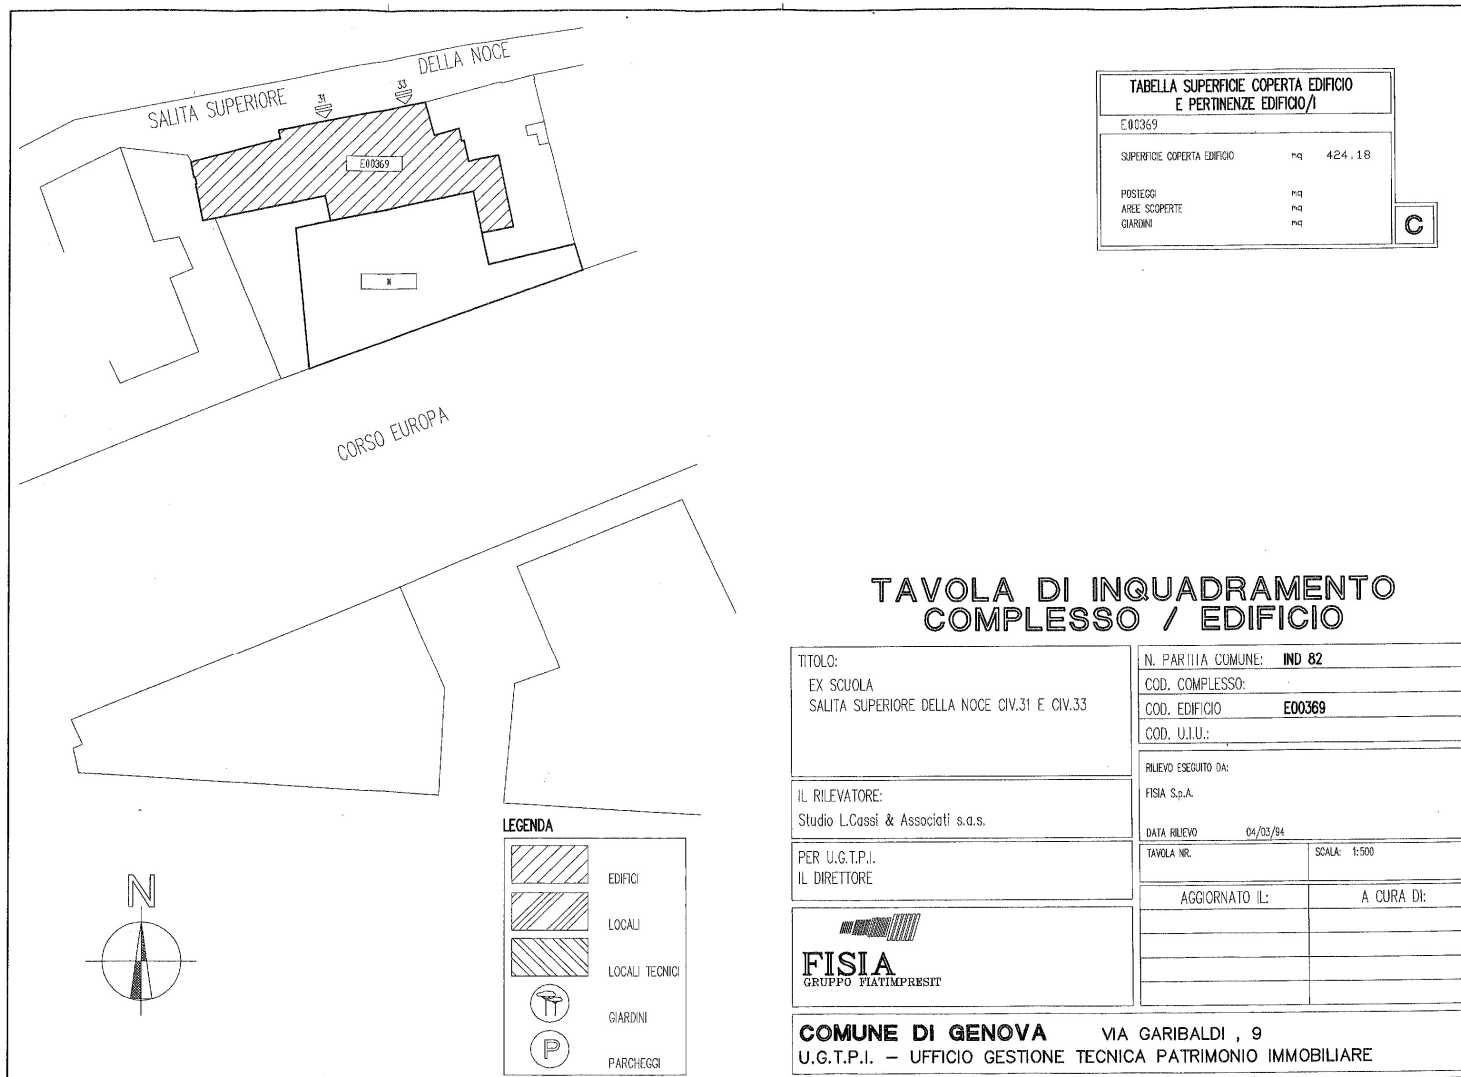 DELLA NOCE
SALITA SUPERIORE
31
33
E00369
N
CORSO EUROPA
TABELLA SUPERFICIE COPERTA EDIFICIO
E PERTINENZE EDIFICIO/I
E00369
SUPERFICIE COPERTA EDIFICIO mq 424.18
POSTEGGI mq
AREE SCOPERTE mq
GIARDINI mq
C
TAVOLA DI INQUADRAMENTO
COMPLESSO / EDIFICIO
TITOLO:
EX SCUOLA
SALITA SUPERIORE DELLA NOCE CIV.31 E CIV.33
N. PARTITA COMUNE: IND 82
COD. COMPLESSO:
COD. EDIFICIO E00369
COD. U.I.U.:
RILIEVO ESEGUITO DA:
FISIA S.p.A.
DATA RILIEVO 04/03/94
IL RILEVATORE:
Studio L.Cassi & Associati s.a.s.
PER U.G.T.P.I.
IL DIRETTORE
TAVOLA NR. SCALA: 1:500
AGGIORNATO IL: A CURA DI:
FISIA
GRUPPO FIATIMPRESIT
COMUNE DI GENOVA VIA GARIBALDI , 9
U.G.T.P.I. – UFFICIO GESTIONE TECNICA PATRIMONIO IMMOBILIARE
LEGENDA
EDIFICI
LOCALI
LOCALI TECNICI
GIARDINI
P
PARCHEGGI
N